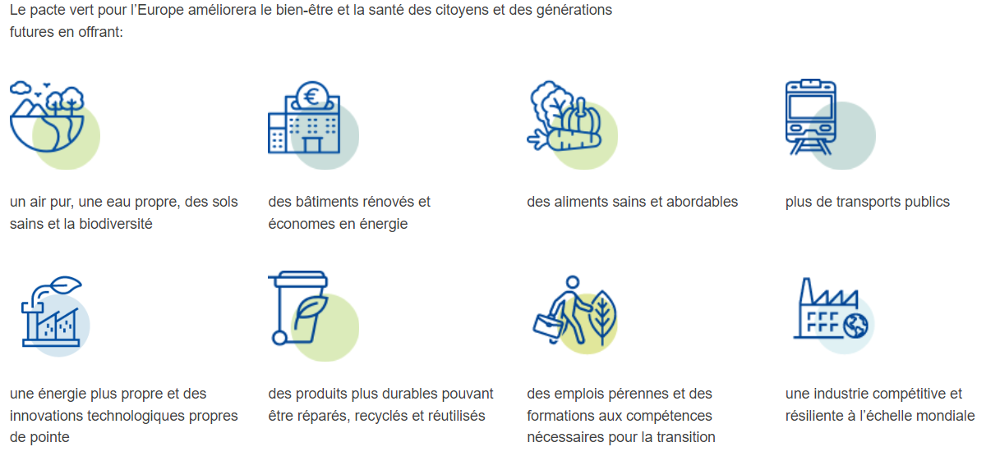 Le pacte vert pour l’Europe améliorera le bien-être et la santé des citoyens et des générations
futures en offrant:
€
un air pur, une eau propre, des sols
sains et la biodiversité
des bâtiments rénovés et
économes en énergie
des aliments sains et abordables
plus de transports publics
une énergie plus propre et des
innovations technologiques propres
de pointe
des produits plus durables pouvant
être réparés, recyclés et réutilisés
des emplois pérennes et des
formations aux compétences
nécessaires pour la transition
une industrie compétitive et
résiliente à l’échelle mondiale